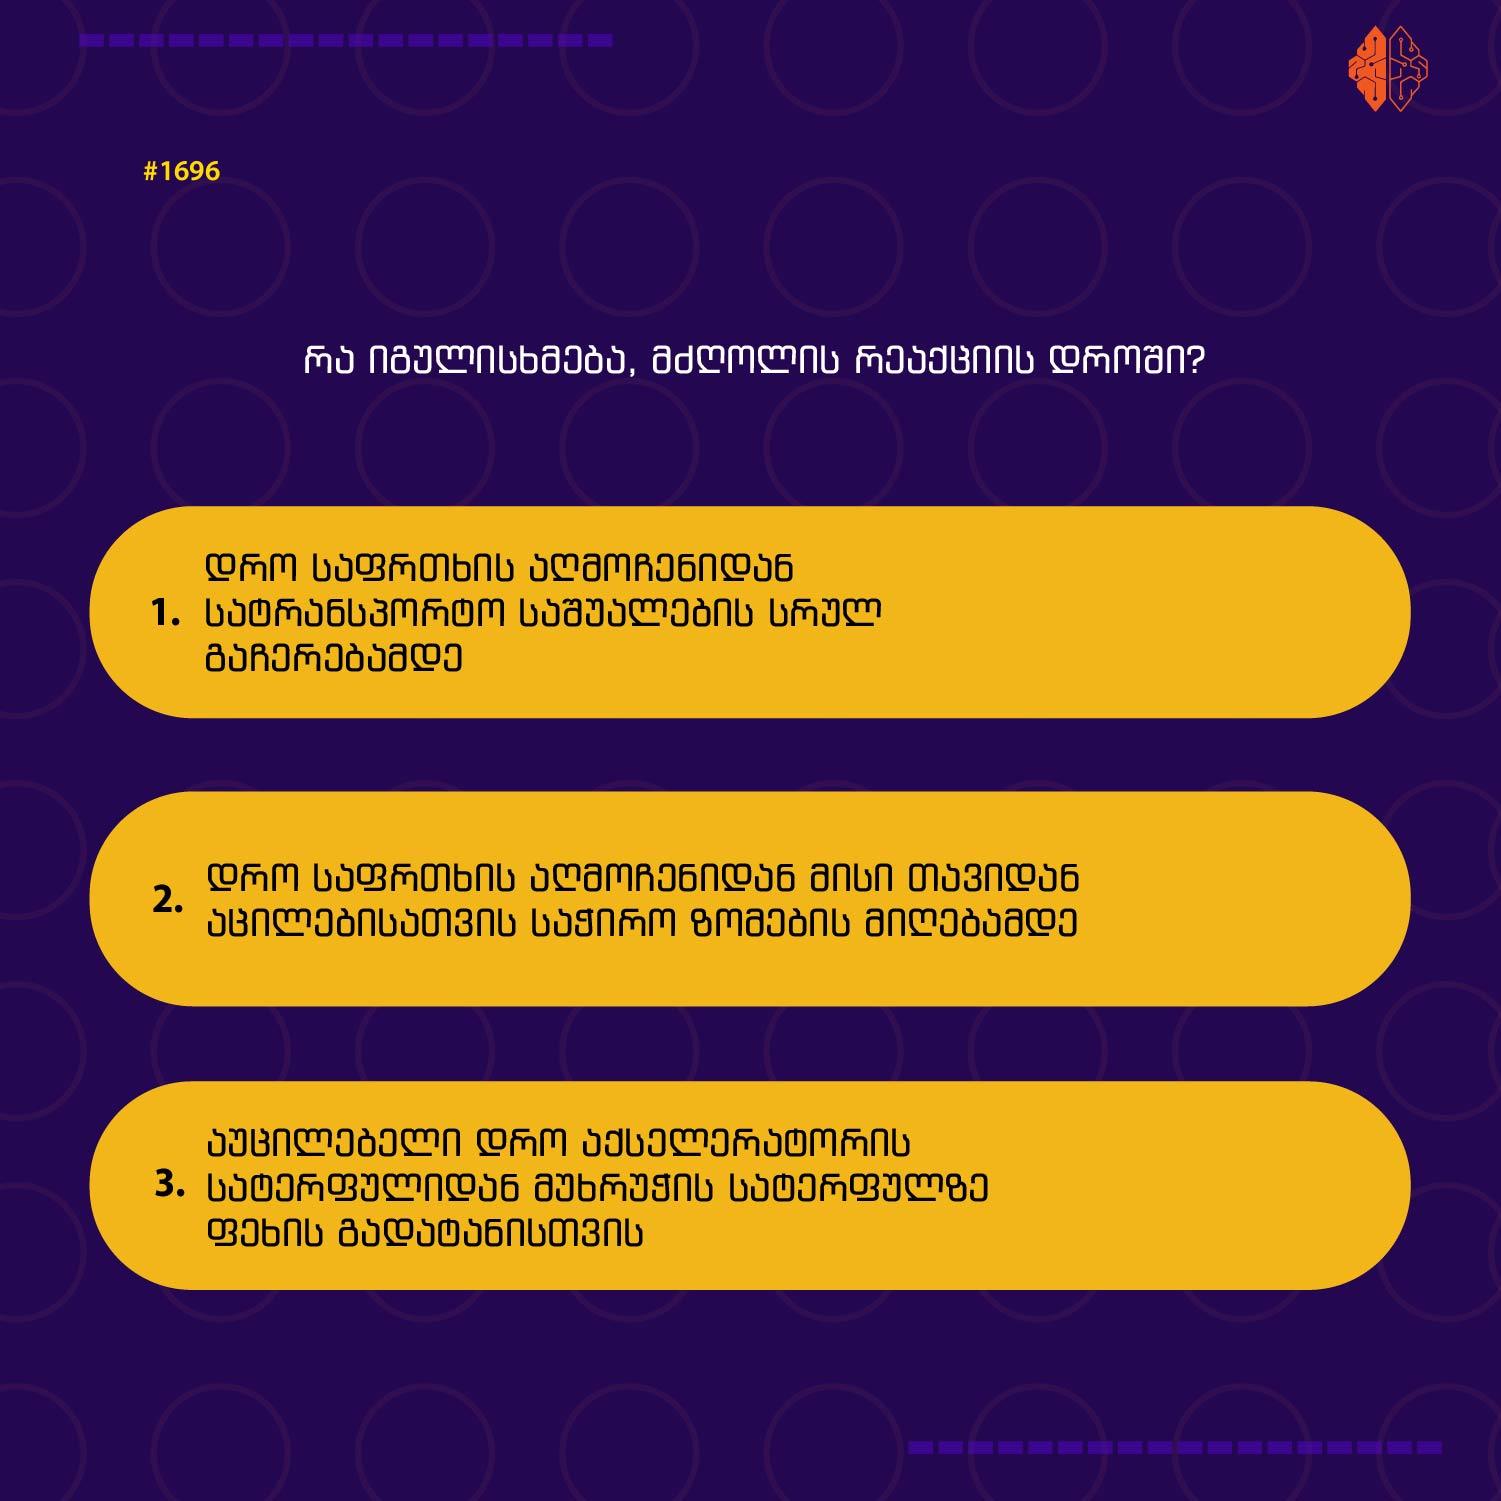 #1696
რა იგულისხმება, მძღოლის რეაქციის დროში?
1. დრო საფრთხის აღმოჩენიდან
სატრანსპორტო საშუალების სრულ
გაჩერებამდე
2. დრო საფრთხის აღმოჩენიდან მისი თავიდან
აცილებისათვის საჭირო ზომების მიღებამდე
3. აუცილებელი დრო აქსელერატორის
სატერფულიდან მუხრუჭის სატერფულზე
ფეხის გადატანისთვის